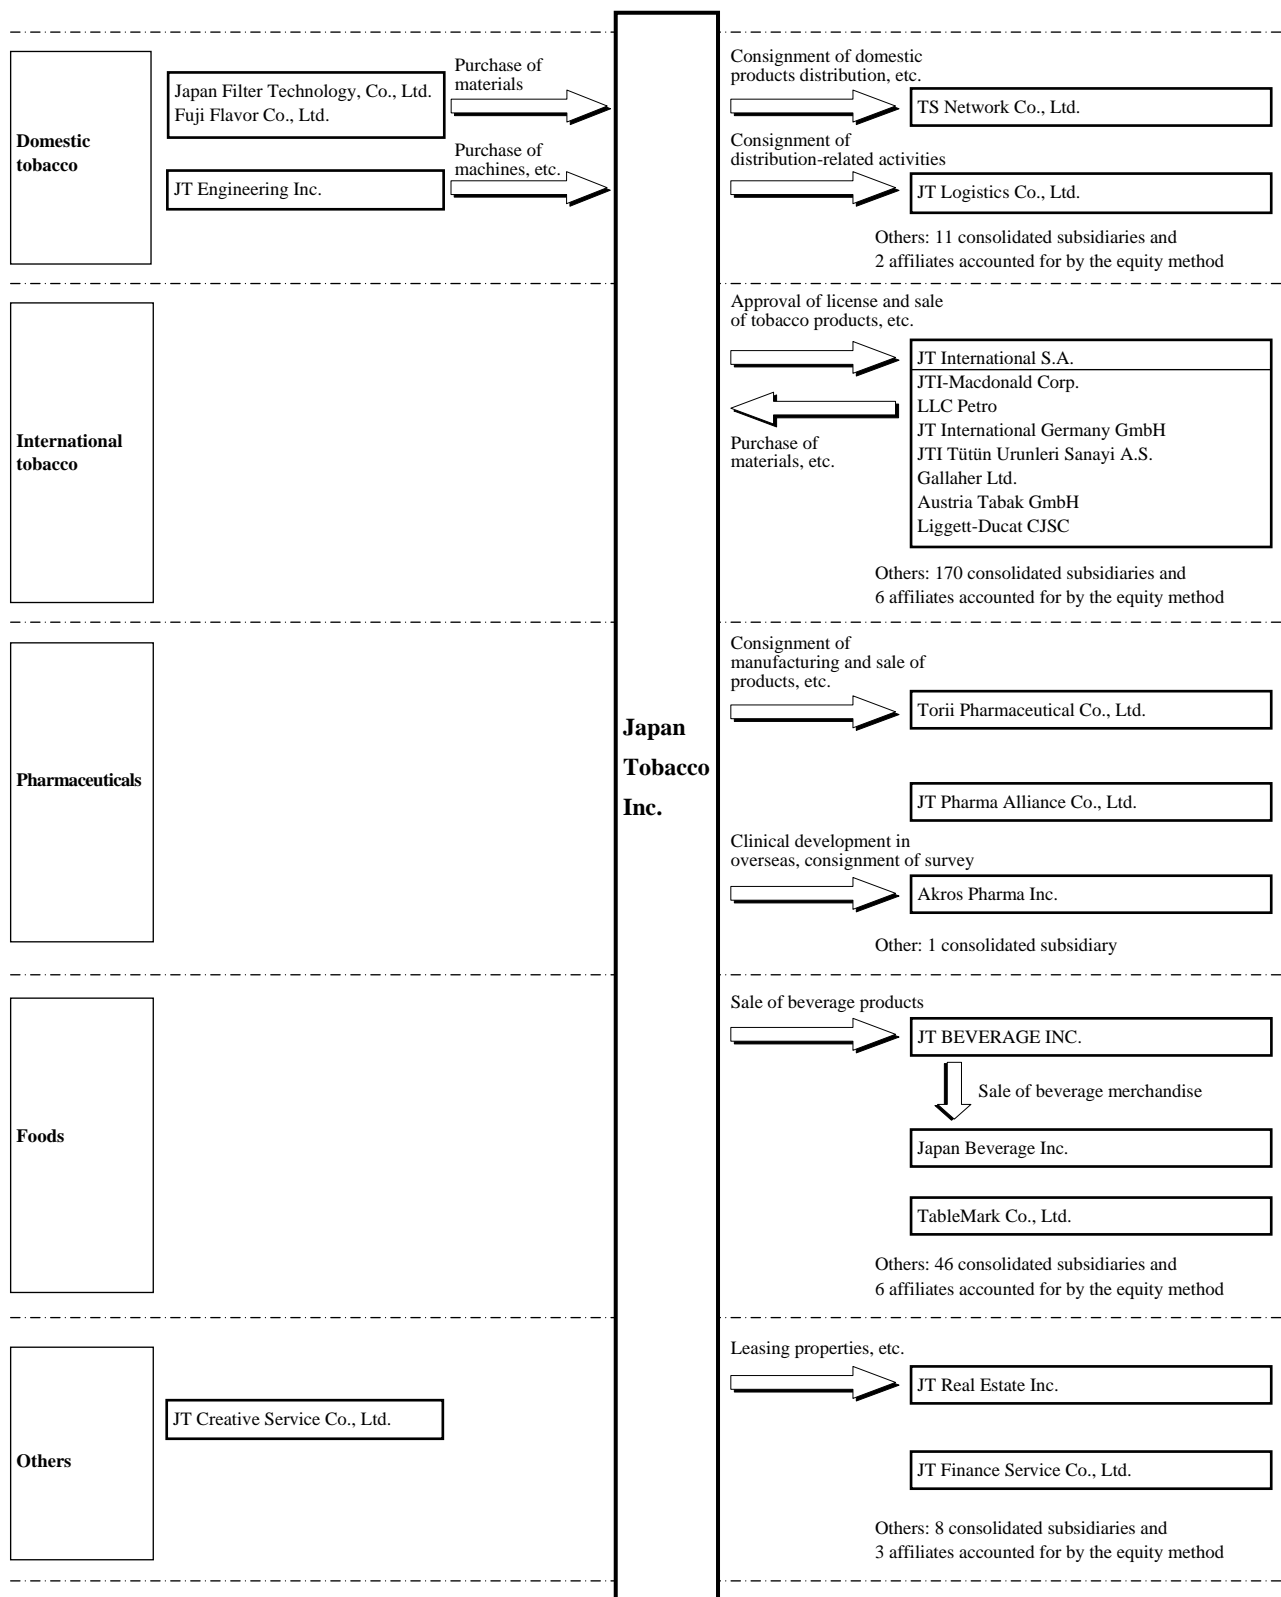 Domestic
tobacco
Japan Filter Technology, Co., Ltd.
Fuji Flavor Co., Ltd.
Purchase of
materials
JT Engineering Inc.
Purchase of
machines, etc.
Consignment of domestic
products distribution, etc.
TS Network Co., Ltd.
Consignment of
distribution-related activities
JT Logistics Co., Ltd.
Others: 11 consolidated subsidiaries and
2 affiliates accounted for by the equity method
International
tobacco
Approval of license and sale
of tobacco products, etc.
JT International S.A.
JTI-Macdonald Corp.
LLC Petro
JT International Germany GmbH
JTI Tütün Urunleri Sanayi A.S.
Gallaher Ltd.
Austria Tabak GmbH
Liggett-Ducat CJSC
Purchase of
materials, etc.
Others: 170 consolidated subsidiaries and
6 affiliates accounted for by the equity method
Japan
Tobacco
Inc.
Pharmaceuticals
Consignment of
manufacturing and sale of
products, etc.
Torii Pharmaceutical Co., Ltd.
JT Pharma Alliance Co., Ltd.
Clinical development in
overseas, consignment of survey
Akros Pharma Inc.
Other: 1 consolidated subsidiary
Foods
Sale of beverage products
JT BEVERAGE INC.
Sale of beverage merchandise
Japan Beverage Inc.
TableMark Co., Ltd.
Others: 46 consolidated subsidiaries and
6 affiliates accounted for by the equity method
Others
JT Creative Service Co., Ltd.
Leasing properties, etc.
JT Real Estate Inc.
JT Finance Service Co., Ltd.
Others: 8 consolidated subsidiaries and
3 affiliates accounted for by the equity method